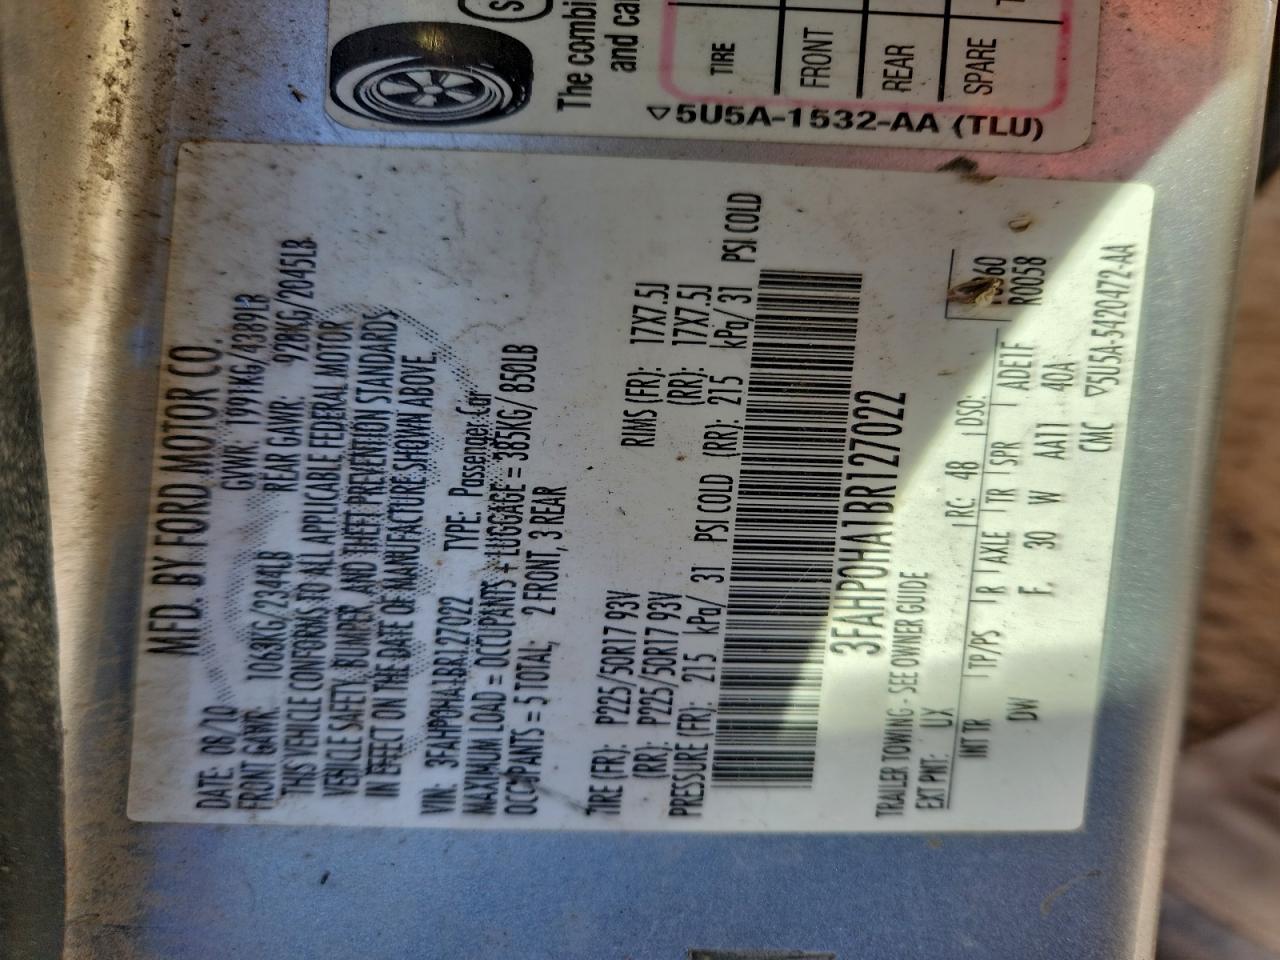 MFD. BY FORD MOTOR CO.
DATE: 08/10 GVWR: 1991KG/4389LB
FRONT GAWR: 1063KG/2344LB REAR GAWR: 928KG/2045LB
THIS VEHICLE CONFORMS TO ALL APPLICABLE FEDERAL MOTOR
VEHICLE SAFETY, BUMPER, AND THEFT PREVENTION STANDARDS
IN EFFECT ON THE DATE OF MANUFACTURE SHOWN ABOVE.
VIN: 3FAHP0HA1BR127022 TYPE: Passenger Car
MAXIMUM LOAD = OCCUPANTS + LUGGAGE = 385KG/ 850LB
OCCUPANTS = 5 TOTAL; 2 FRONT, 3 REAR
TIRE (FR): P225/50R17 93V RIMS (FR): 17X7.5J
(RR): P225/50R17 93V (RR): 17X7.5J
PRESSURE (FR): 215 kPa/ 31 PSI COLD (RR): 215 kPa/ 31 PSI COLD
3FAHP0HA1BR127022
TRAILER TOWING - SEE OWNER GUIDE
EXT PNT: UX RC: 48 DSO:
INT TR TP/PS R AXLE TR SPR ADE1F R0058
DW F. 30 W AA11 40A
CMC ▽5U5A-5420472-AA
The combi
and ca
TIRE
FRONT
REAR
SPARE
▽5U5A-1532-AA (TLU)